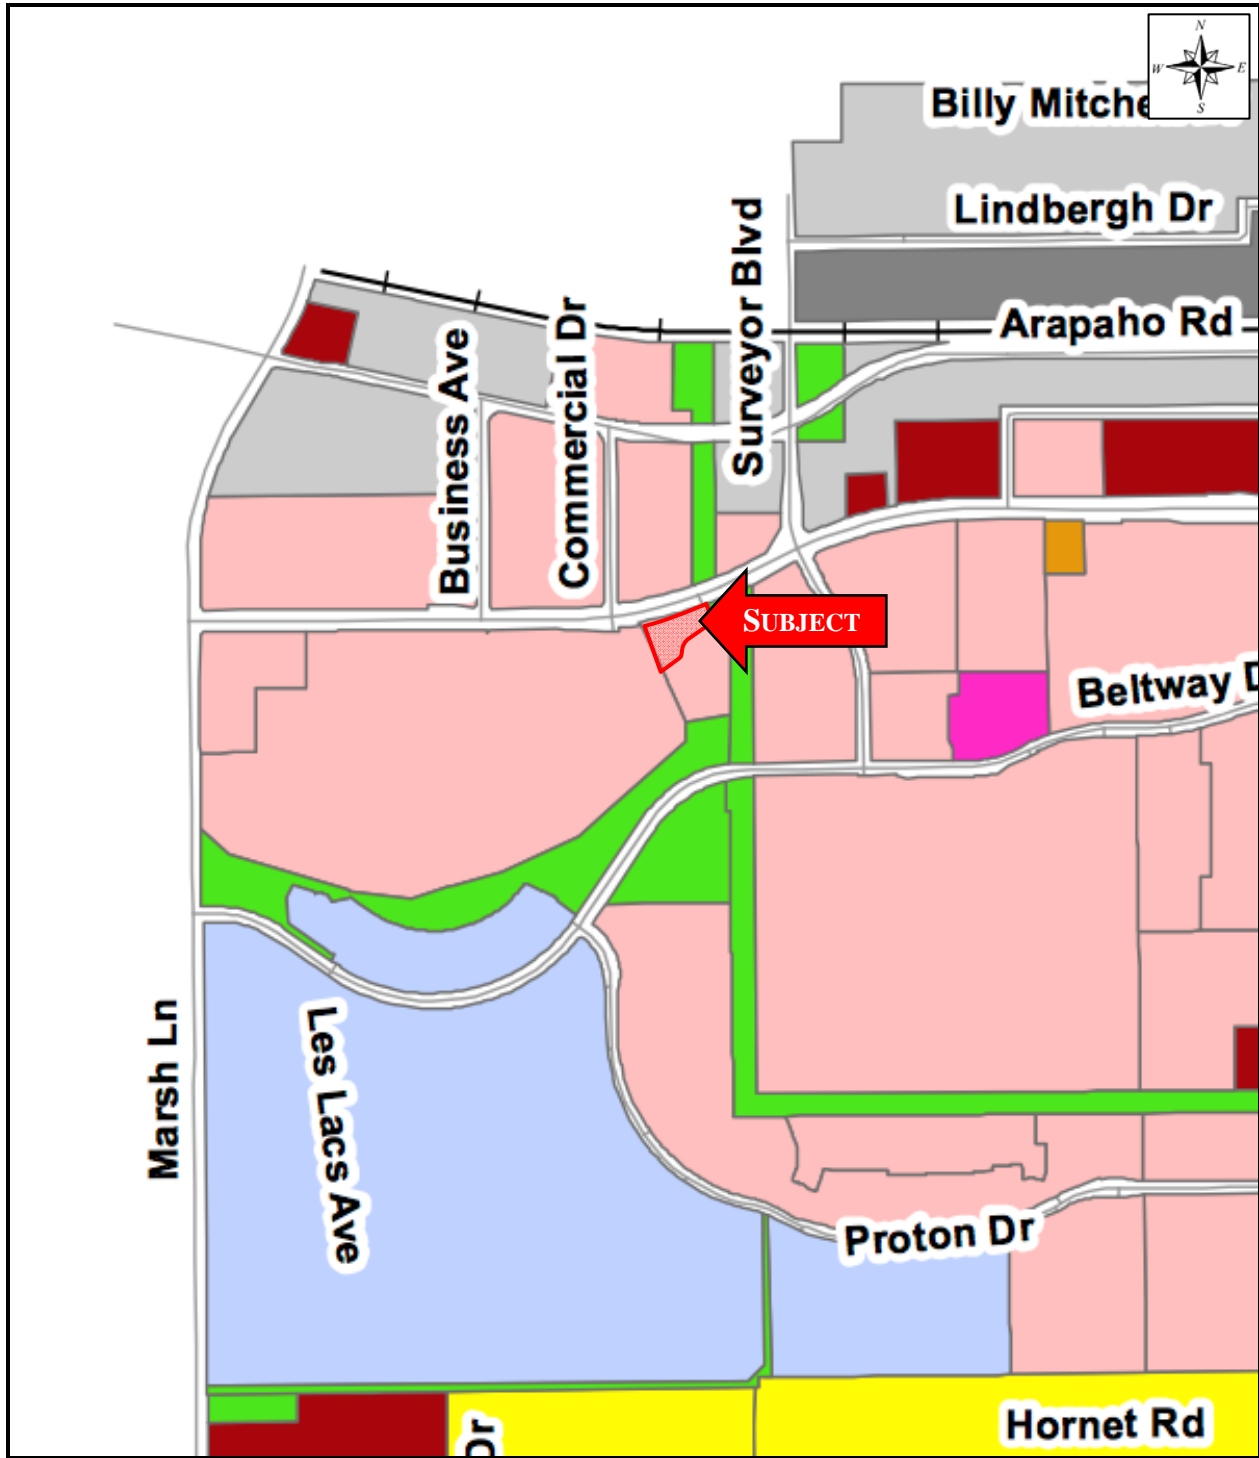 N
W E
S
Billy Mitche
Lindbergh Dr
Arapaho Rd
Surveyor Blvd
Commercial Dr
Business Ave
SUBJECT
Beltway D
Marsh Ln
Les Lacs Ave
Proton Dr
Hornet Rd
Dr